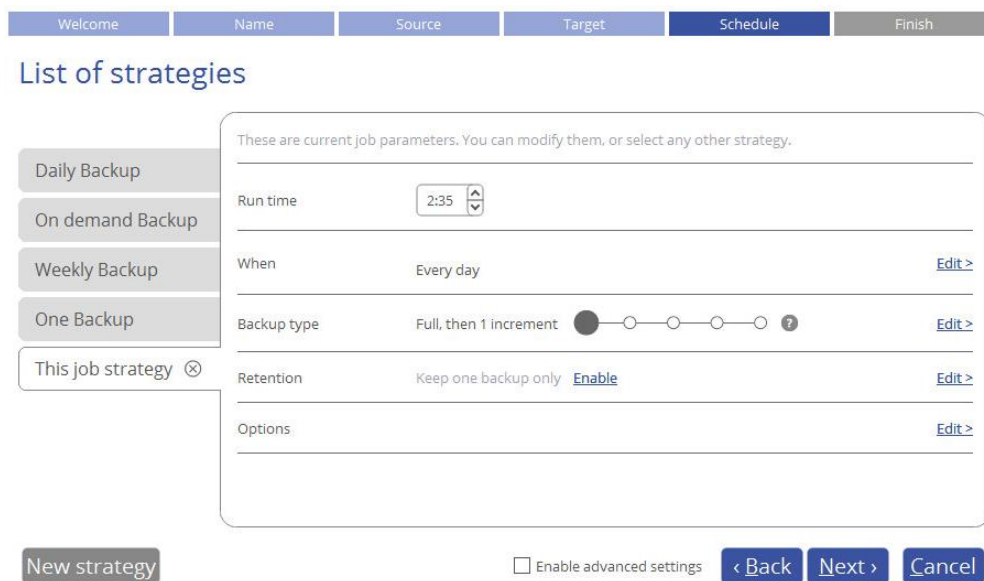 Welcome Name Source Target Schedule Finish
List of strategies
These are current job parameters. You can modify them, or select any other strategy.
Daily Backup
On demand Backup
Weekly Backup
One Backup
This job strategy
Run time 2:35
When Every day Edit >
Backup type Full, then 1 increment ? Edit >
Retention Keep one backup only Enable Edit >
Options Edit >
New strategy Enable advanced settings ‹ Back Next › Cancel